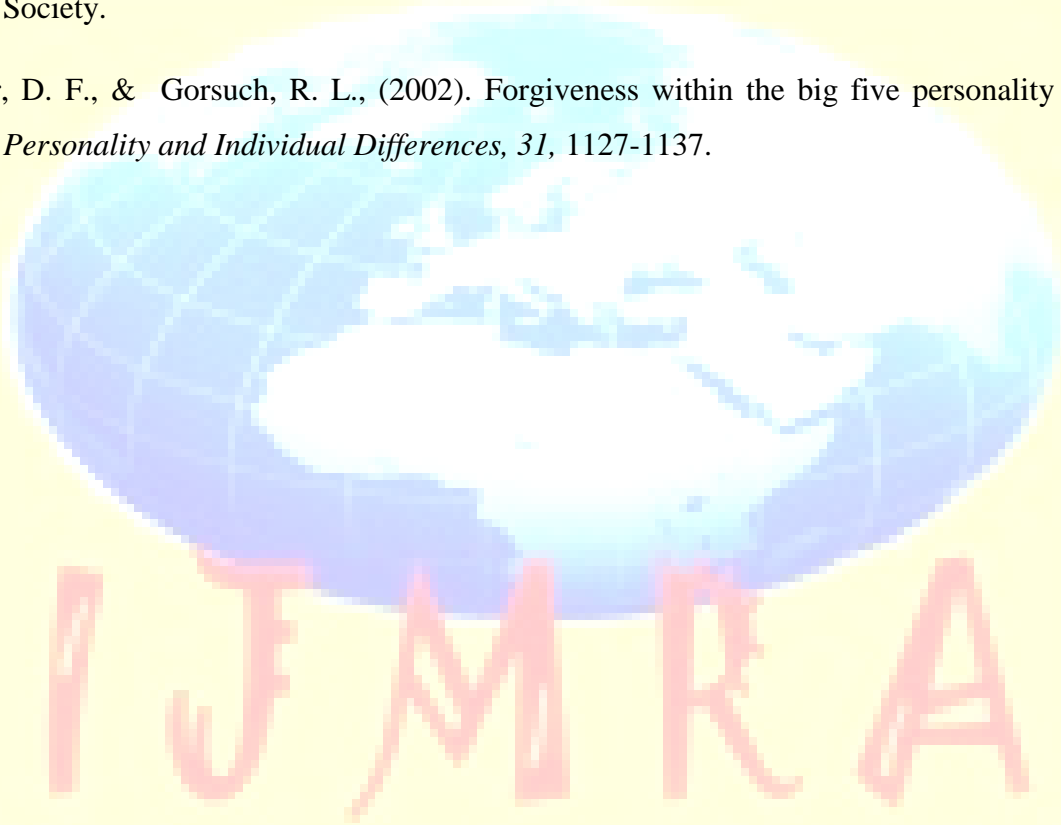 Society.
, D. F., & Gorsuch, R. L., (2002). Forgiveness within the big five personality
Personality and Individual Differences, 31, 1127-1137.
IJMRA